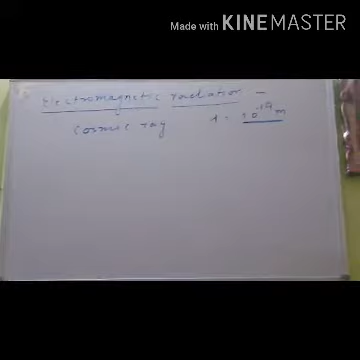 Made with KINEMASTER
Electromagnetic radiation -
cosmic ray λ = 10⁻¹⁴ m